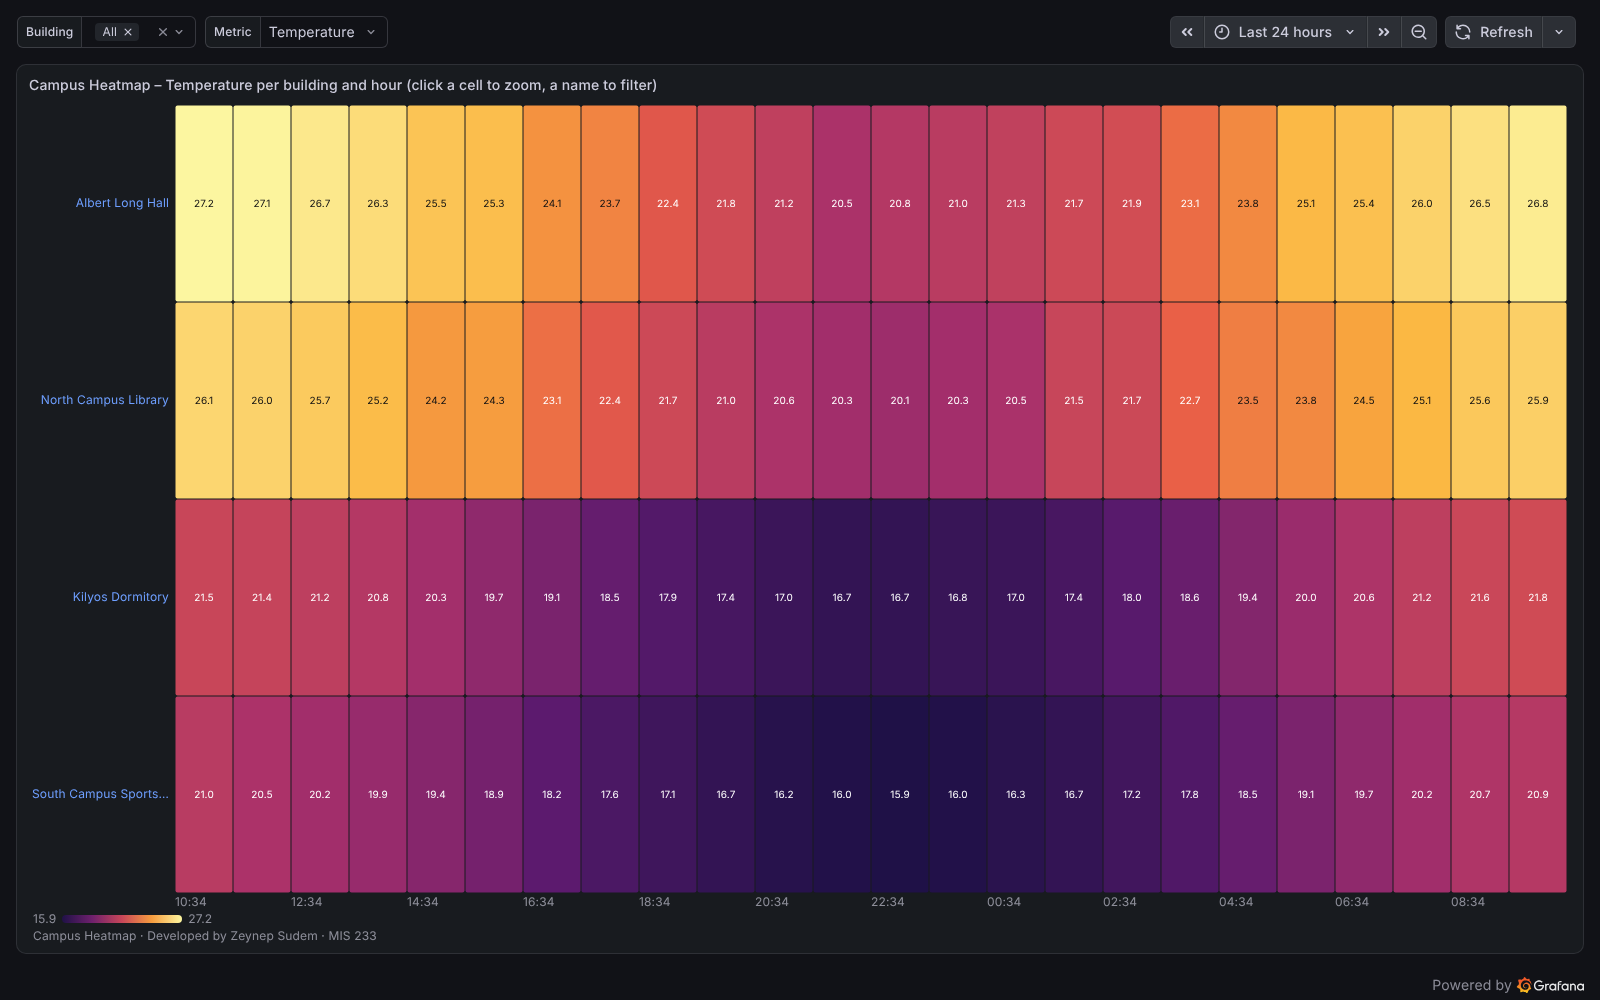 Building All Metric Temperature Last 24 hours Refresh
Campus Heatmap – Temperature per building and hour (click a cell to zoom, a name to filter)
Albert Long Hall 27.2 27.1 26.7 26.3 25.5 25.3 24.1 23.7 22.4 21.8 21.2 20.5 20.8 21.0 21.3 21.7 21.9 23.1 23.8 25.1 25.4 26.0 26.5 26.8
North Campus Library 26.1 26.0 25.7 25.2 24.2 24.3 23.1 22.4 21.7 21.0 20.6 20.3 20.1 20.3 20.5 21.5 21.7 22.7 23.5 23.8 24.5 25.1 25.6 25.9
Kilyos Dormitory 21.5 21.4 21.2 20.8 20.3 19.7 19.1 18.5 17.9 17.4 17.0 16.7 16.7 16.8 17.0 17.4 18.0 18.6 19.4 20.0 20.6 21.2 21.6 21.8
South Campus Sports... 21.0 20.5 20.2 19.9 19.4 18.9 18.2 17.6 17.1 16.7 16.2 16.0 15.9 16.0 16.3 16.7 17.2 17.8 18.5 19.1 19.7 20.2 20.7 20.9
10:34 12:34 14:34 16:34 18:34 20:34 22:34 00:34 02:34 04:34 06:34 08:34
15.9 27.2
Campus Heatmap · Developed by Zeynep Sudem · MIS 233
Powered by Grafana